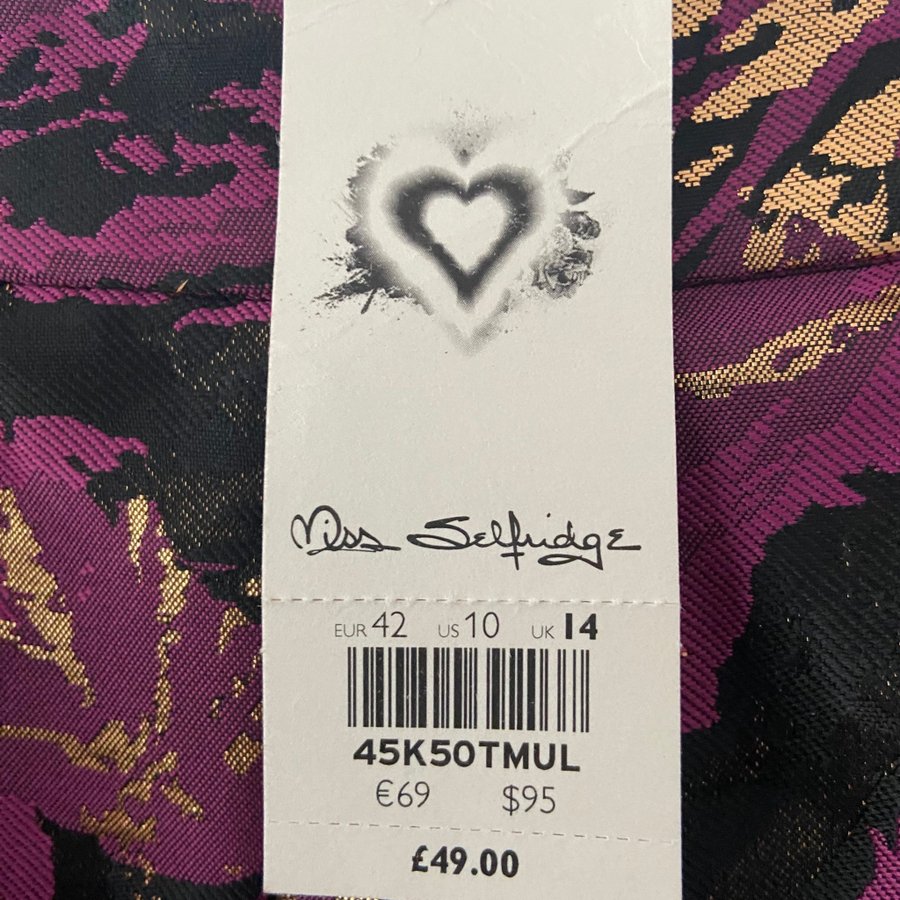 Miss Selfridge
EUR 42 US 10 UK 14
45K50TMUL
€69 $95
£49.00